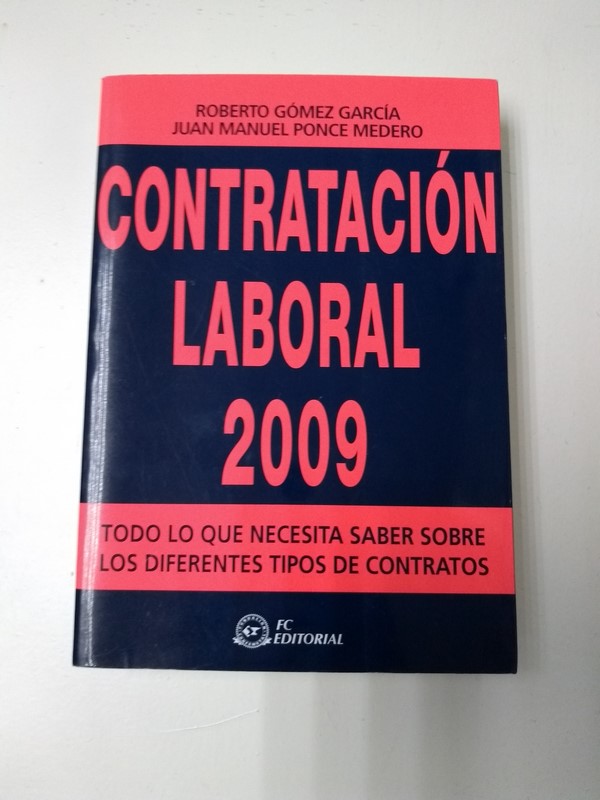 ROBERTO GÓMEZ GARCÍA
JUAN MANUEL PONCE MEDERO
CONTRATACIÓN
LABORAL
2009
TODO LO QUE NECESITA SABER SOBRE
LOS DIFERENTES TIPOS DE CONTRATOS
FC
EDITORIAL